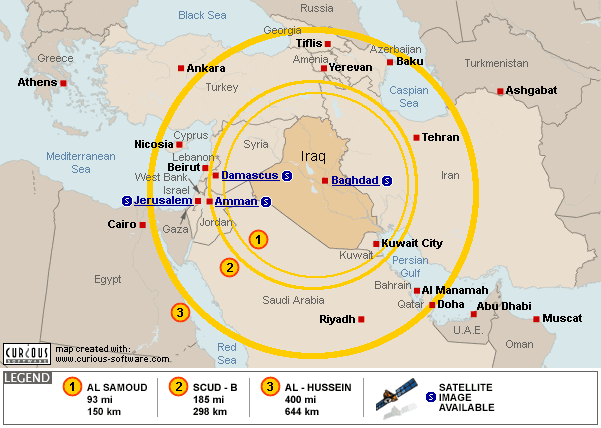 Black Sea
Russia
Georgia
Tiflis
Greece
Azerbaijan
Armenia
Ankara
Yerevan
Baku
Turkmenistan
Athens
Turkey
Caspian
Sea
Ashgabat
Nicosia
Cyprus
Syria
Tehran
Mediterranean
Sea
Lebanon
Beirut
Iraq
West Bank
Damascus S
Baghdad S
Iran
Israel
S Jerusalem
Amman S
Cairo
Gaza
Jordan
1
Kuwait City
Kuwait
2
Persian
Gulf
Egypt
Bahrain
Al Manamah
Saudi Arabia
Qatar
Doha
Abu Dhabi
3
Riyadh
U.A.E.
Muscat
Oman
Red
Sea
CURIOUS
SOFTWARE
map created with:
www.curious-software.com.
LEGEND
1 AL SAMOUD
93 mi
150 km
2 SCUD - B
185 mi
298 km
3 AL - HUSSEIN
400 mi
644 km
SATELLITE
S IMAGE
AVAILABLE